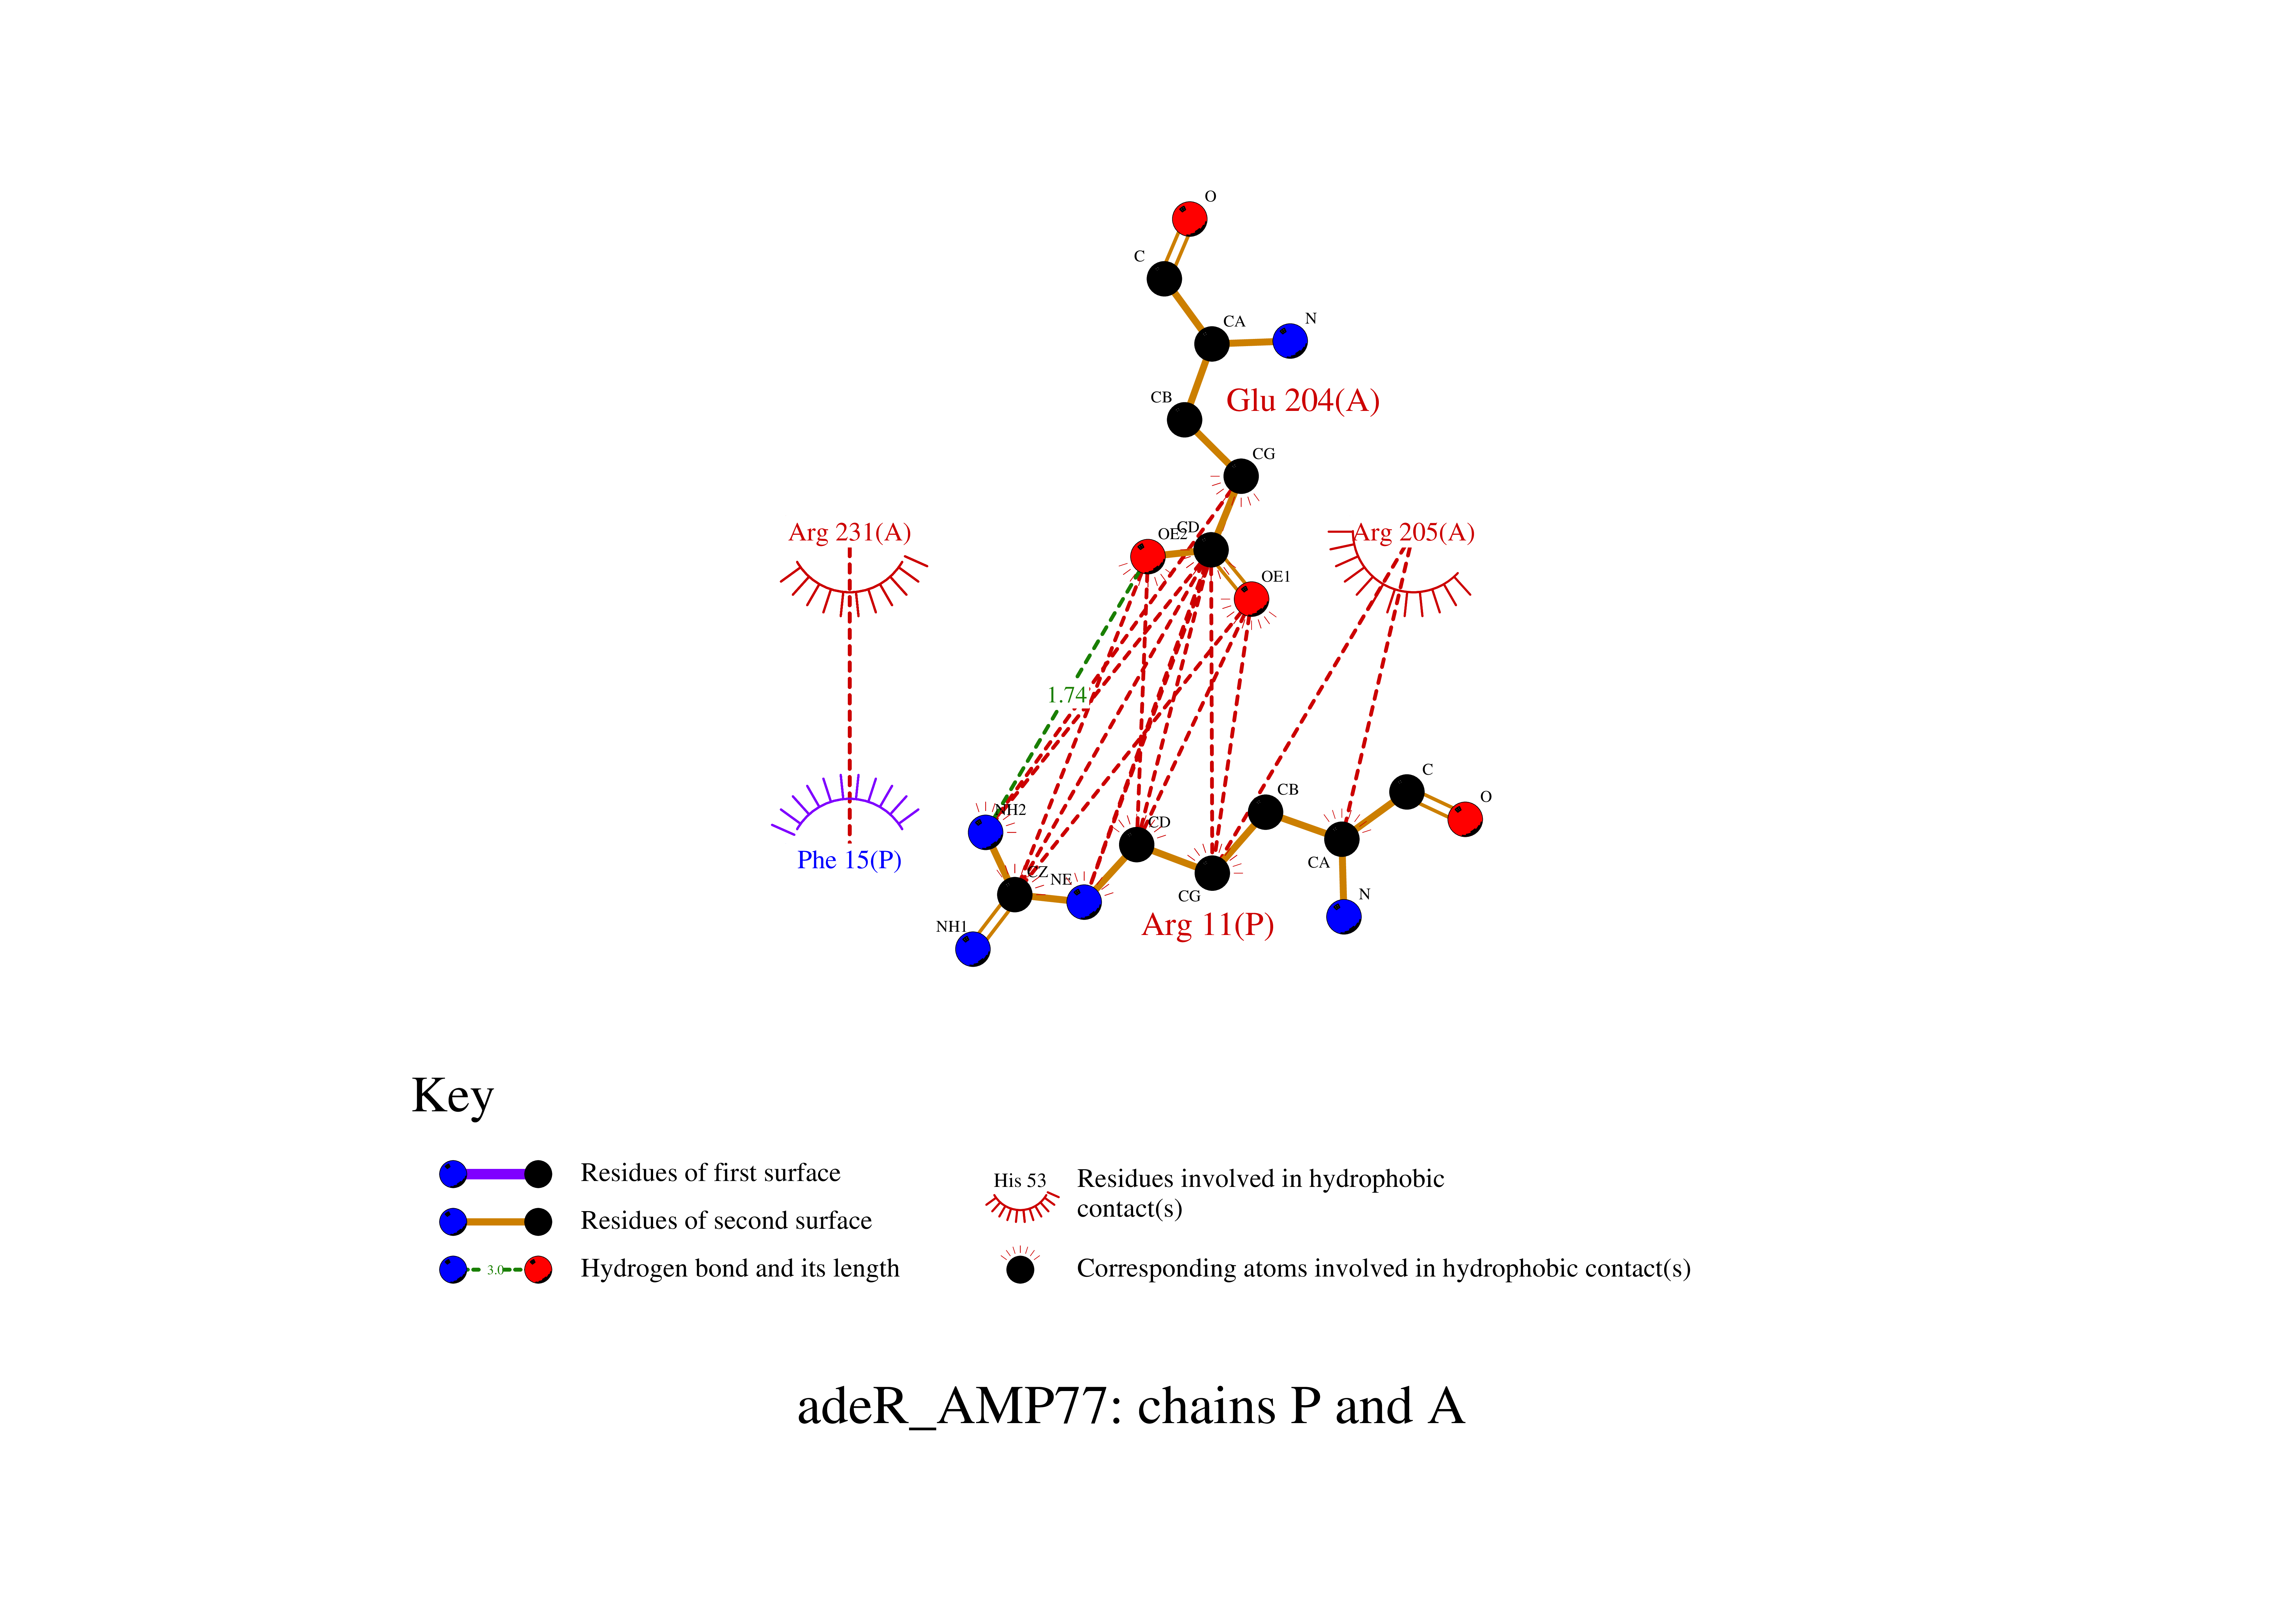 O
C
CA
N
CB
Glu 204(A)
CG
Arg 231(A)
OE2
CD
Arg 205(A)
OE1
1.74
C
CB
O
NH2
CD
Phe 15(P)
CA
CZ
NE
CG
N
NH1
Arg 11(P)
Key
Residues of first surface
Residues of second surface
3.0
Hydrogen bond and its length
His 53
Residues involved in hydrophobic
contact(s)
Corresponding atoms involved in hydrophobic contact(s)
adeR_AMP77: chains P and A